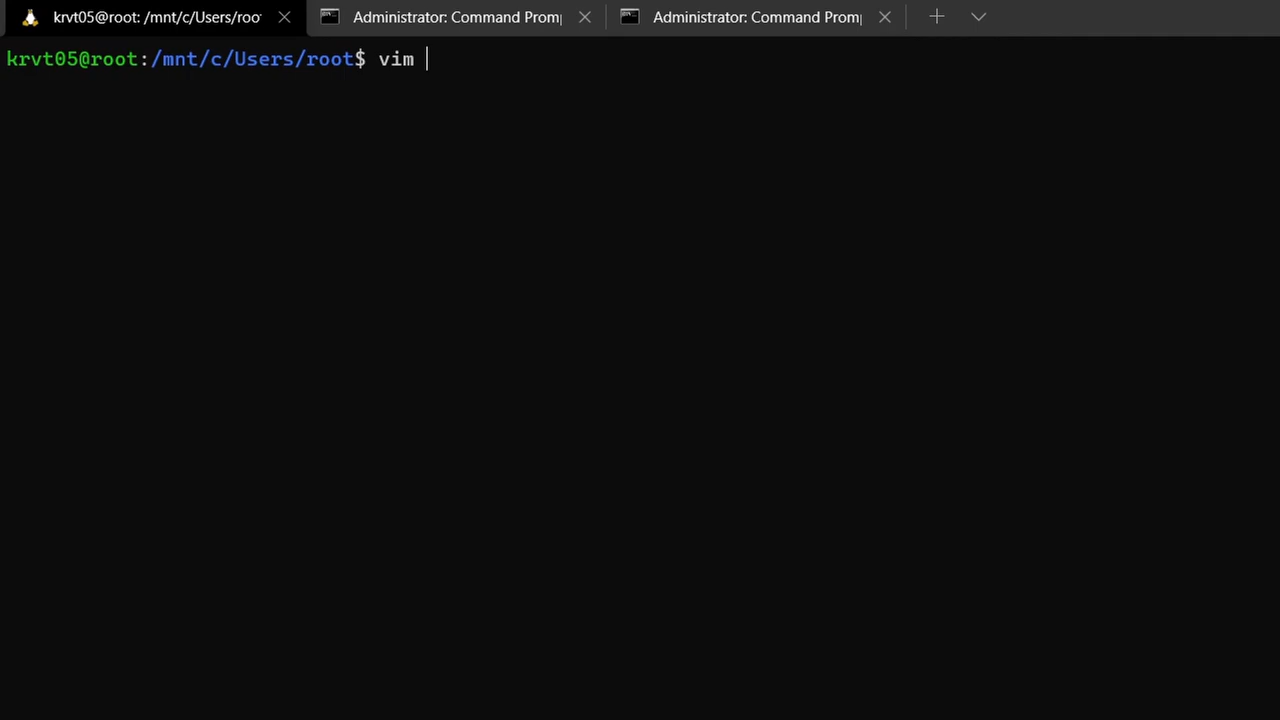 krvt05@root: /mnt/c/Users/roo
Administrator: Command Prom
Administrator: Command Prom
krvt05@root:/mnt/c/Users/root$ vim